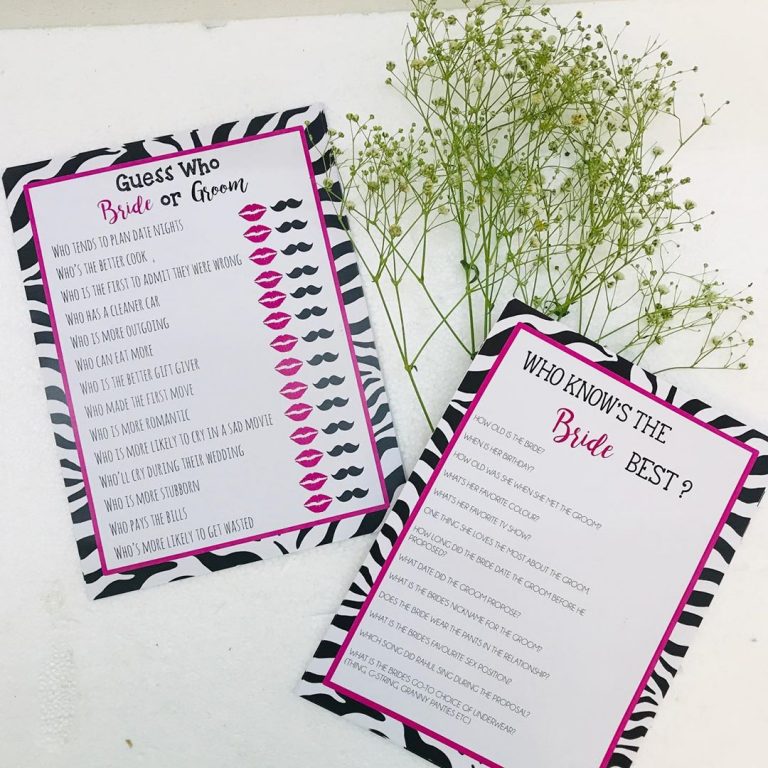 Guess Who
Bride or Groom
Who tends to plan date nights
Who's the better cook
Who is the first to admit they were wrong
Who has a cleaner car
Who is more outgoing
Who can eat more
Who is the better gift giver
Who made the first move
Who is more romantic
Who is more likely to cry in a sad movie
Who'll cry during their wedding
Who is more stubborn
Who pays the bills
Who's more likely to get wasted
WHO KNOW'S THE
Bride BEST ?
HOW OLD IS THE BRIDE?
WHEN IS HER BIRTHDAY?
HOW OLD WAS SHE WHEN SHE MET THE GROOM?
WHAT'S HER FAVORITE COLOUR?
WHAT'S HER FAVORITE TV SHOW?
ONE THING SHE LOVES THE MOST ABOUT THE GROOM.
HOW LONG DID THE BRIDE DATE THE GROOM BEFORE HE
PROPOSED?
WHAT DATE DID THE GROOM PROPOSE?
WHAT IS THE BRIDE'S NICKNAME FOR THE GROOM?
DOES THE BRIDE WEAR THE PANTS IN THE RELATIONSHIP?
WHAT IS THE BRIDE'S FAVOURITE SEX POSITION?
WHICH SONG DID RAHUL SING DURING THE PROPOSAL?
WHAT IS THE BRIDE'S GO-TO CHOICE OF UNDERWEAR?
(THING, G-STRING, GRANNY PANTIES ETC)